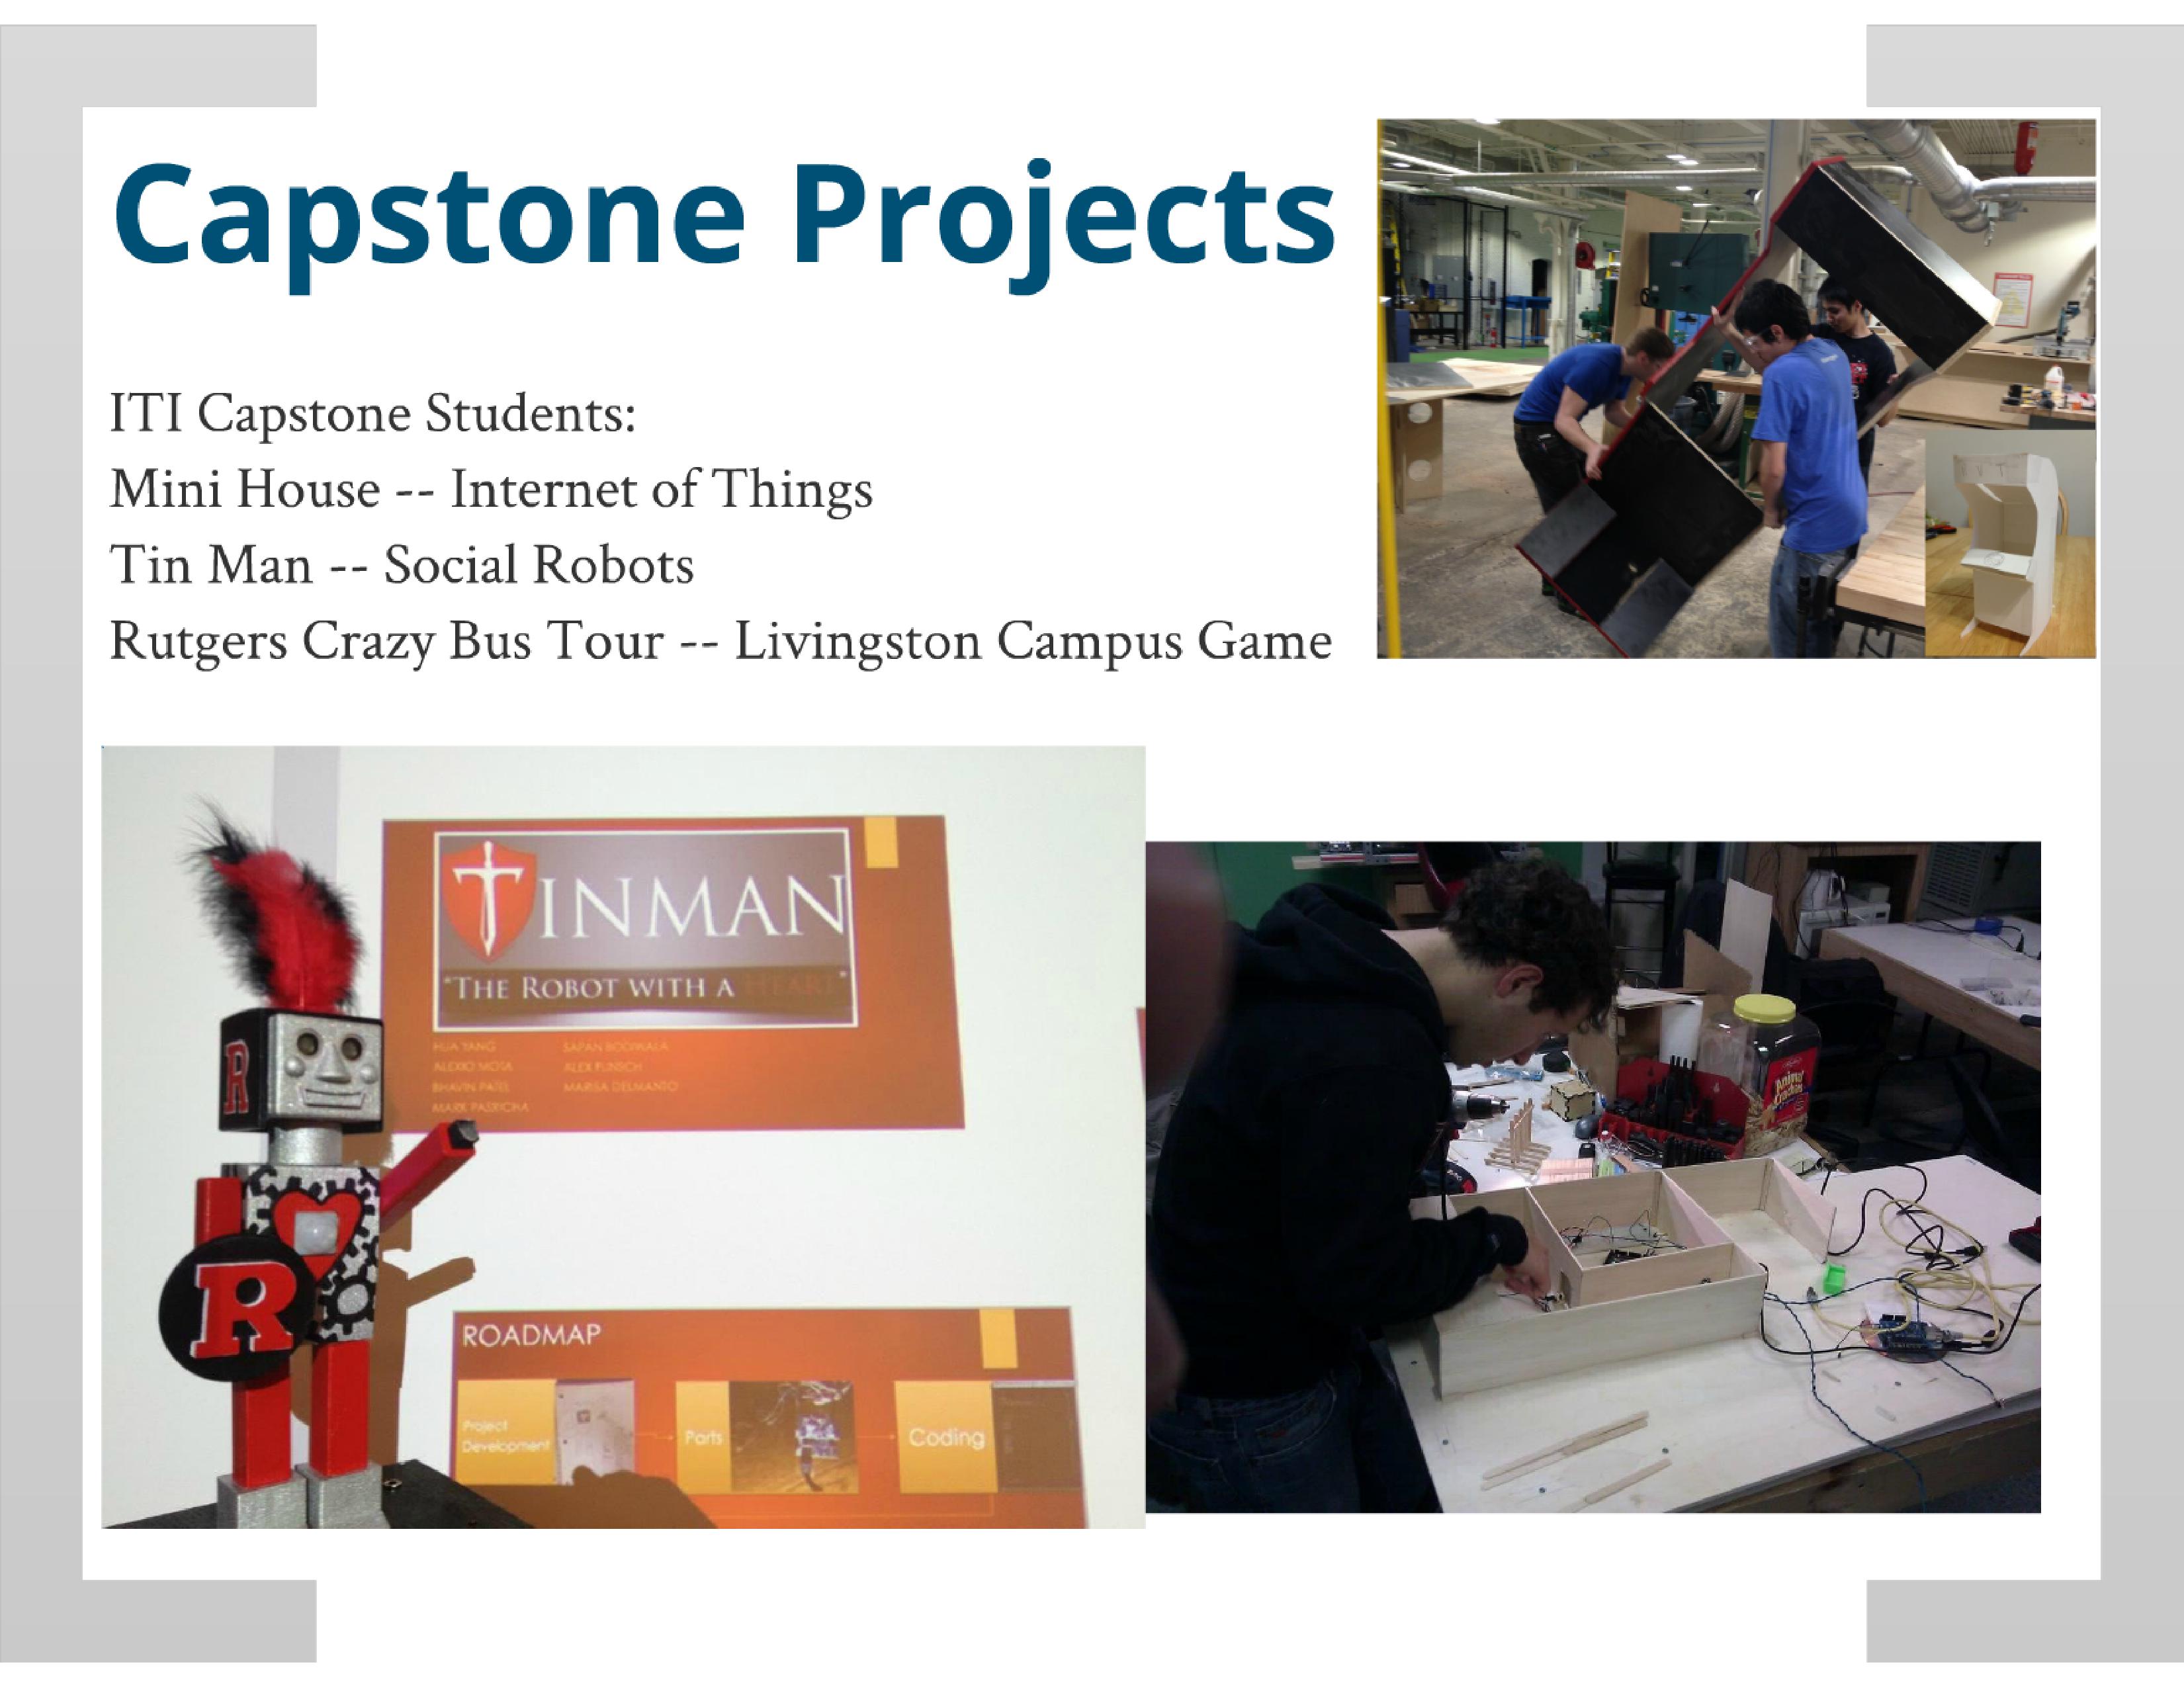 Capstone Projects
ITI Capstone Students:
Mini House -- Internet of Things
Tin Man -- Social Robots
Rutgers Crazy Bus Tour -- Livingston Campus Game
TINMAN
"THE ROBOT WITH A HEART"
HUA YANG
ALEXIO MOTA
BHAVIN PATEL
MARK PASRICHA
SAPAN BODIWALA
ALEX FUNSCH
MARISA DELMANTO
R
R
ROADMAP
Project
Development
Parts
Coding
Animal
Crackers